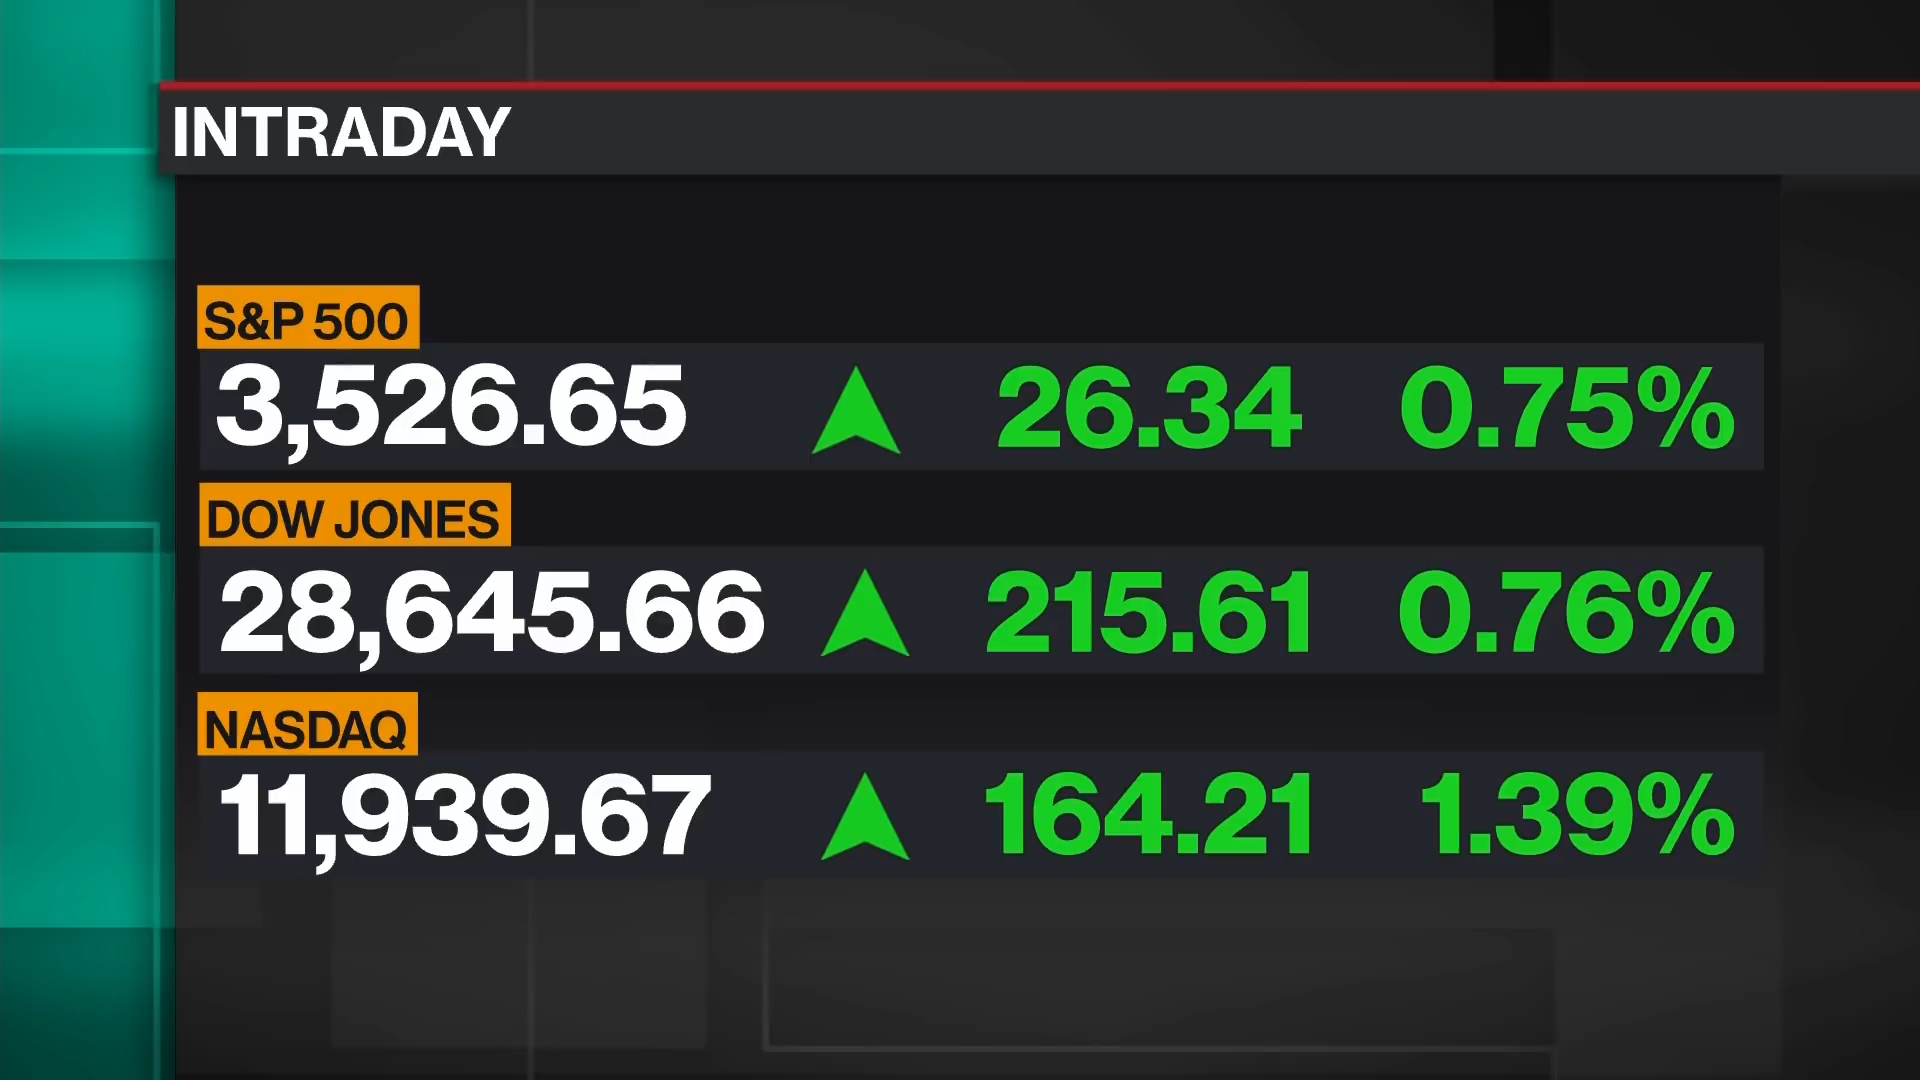 INTRADAY
S&P 500
3,526.65 26.34 0.75%
DOW JONES
28,645.66 215.61 0.76%
NASDAQ
11,939.67 164.21 1.39%